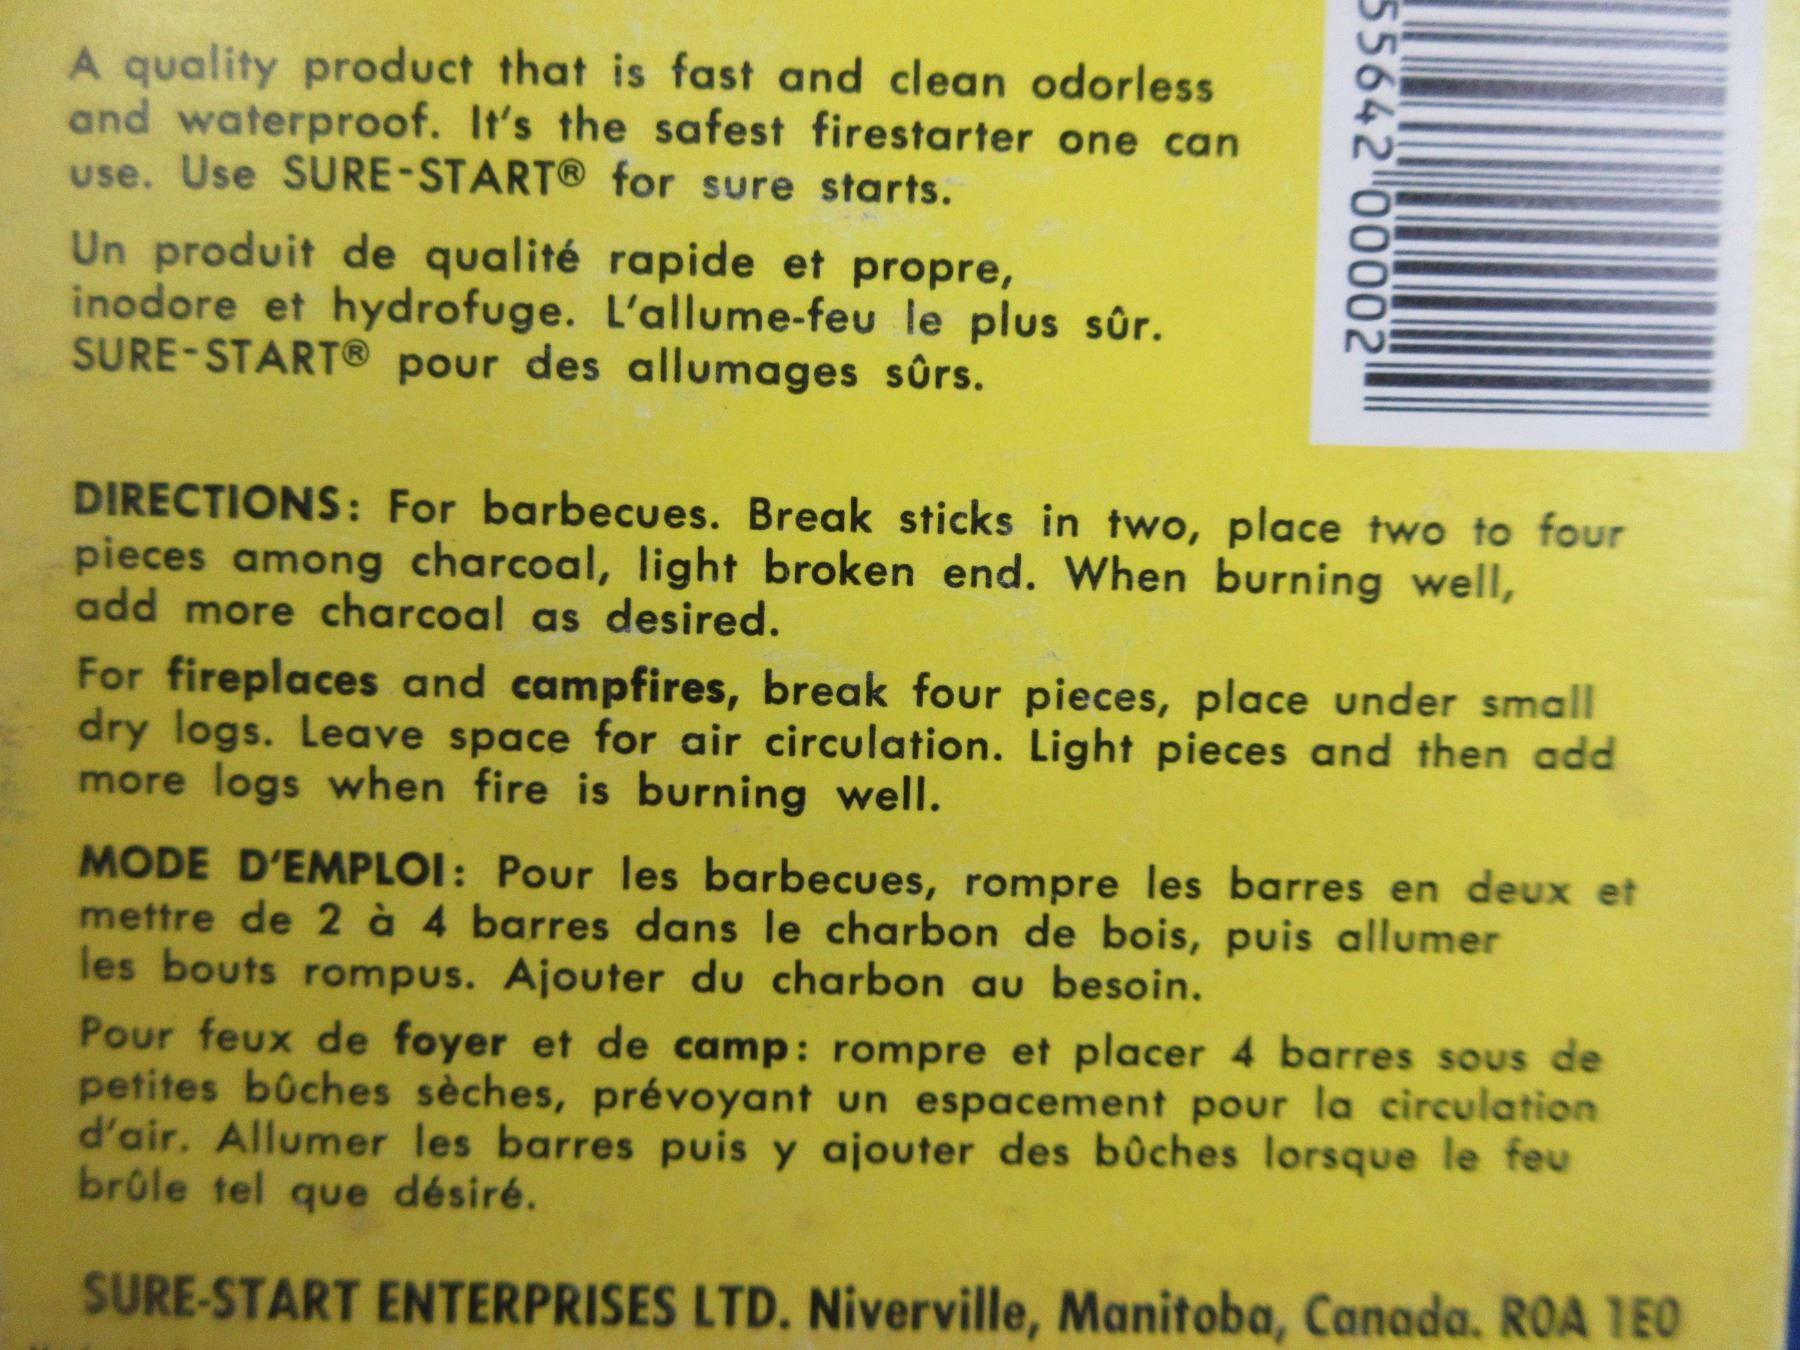 A quality product that is fast and clean odorless
and waterproof. It's the safest firestarter one can
use. Use SURE-START® for sure starts.
Un produit de qualité rapide et propre,
inodore et hydrofuge. L'allume-feu le plus sûr.
SURE-START® pour des allumages sûrs.
55642 00002
DIRECTIONS: For barbecues. Break sticks in two, place two to four
pieces among charcoal, light broken end. When burning well,
add more charcoal as desired.
For fireplaces and campfires, break four pieces, place under small
dry logs. Leave space for air circulation. Light pieces and then add
more logs when fire is burning well.
MODE D'EMPLOI: Pour les barbecues, rompre les barres en deux et
mettre de 2 à 4 barres dans le charbon de bois, puis allumer
les bouts rompus. Ajouter du charbon au besoin.
Pour feux de foyer et de camp: rompre et placer 4 barres sous de
petites bûches sèches, prévoyant un espacement pour la circulation
d'air. Allumer les barres puis y ajouter des bûches lorsque le feu
brûle tel que désiré.
SURE-START ENTERPRISES LTD. Niverville, Manitoba, Canada. R0A 1E0